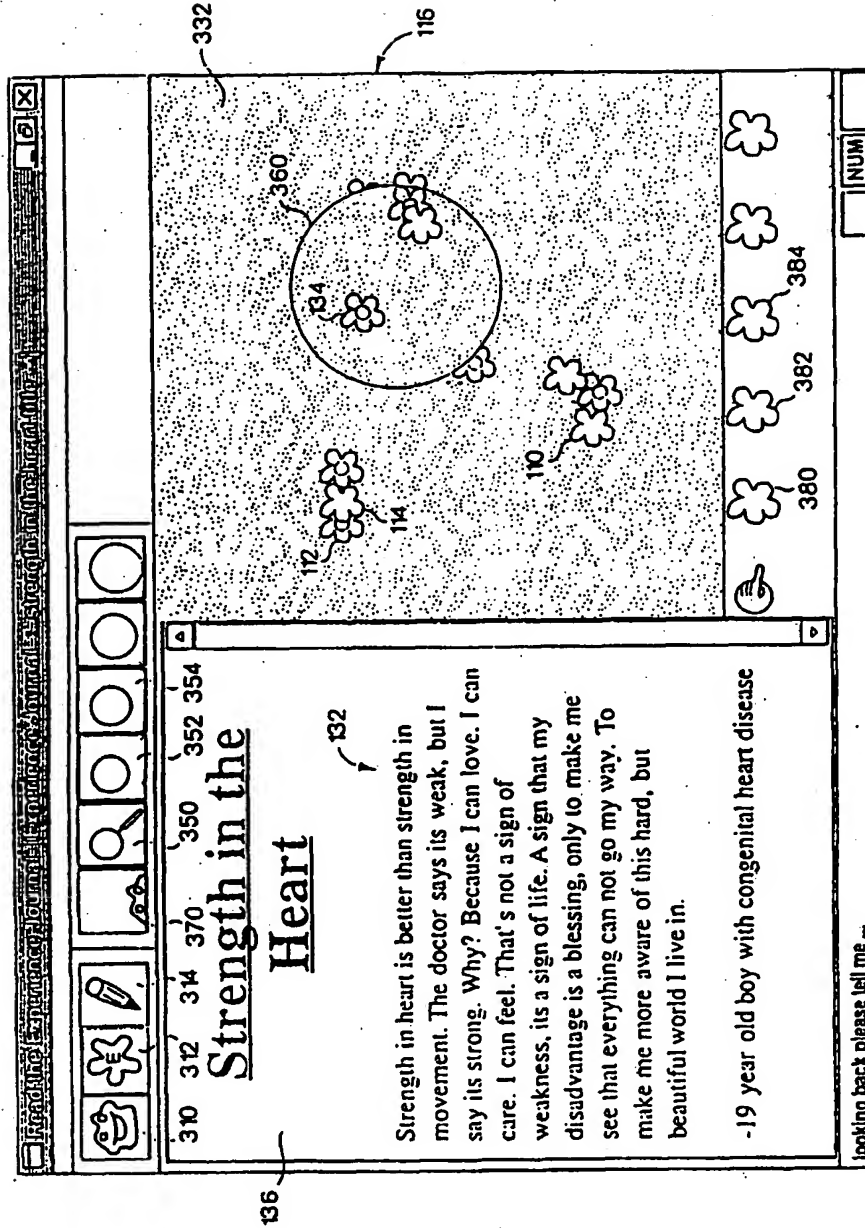 Read the Experience Journal
NUM
332
116
360
134
112
114
110
380
382
384
310
312
314
370
350
352
354
136
132
Strength in the
Heart
Strength in heart is better than strength in
movement. The doctor says its weak, but I
say its strong. Why? Because I can love. I can
care. I can feel. That's not a sign of
weakness, its a sign of life. A sign that my
disadvantage is a blessing, only to make me
see that everything can not go my way. To
make me more aware of this hard, but
beautiful world I live in.
-19 year old boy with congenital heart disease
looking back please tell me ...